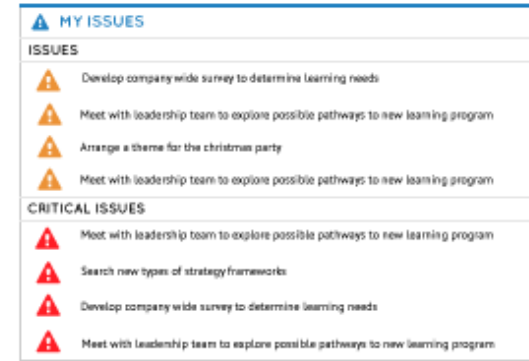 MY ISSUES
ISSUES
Develop company wide survey to determine learning needs
Meet with leadership team to explore possible pathways to new learning program
Arrange a theme for the christmas party
Meet with leadership team to explore possible pathways to new learning program
CRITICAL ISSUES
Meet with leadership team to explore possible pathways to new learning program
Search new types of strategy frameworks
Develop company wide survey to determine learning needs
Meet with leadership team to explore possible pathways to new learning program